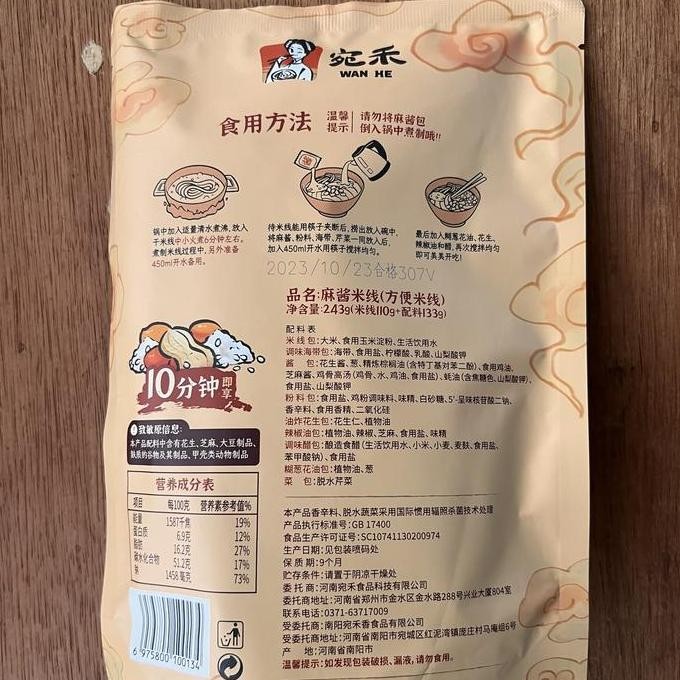 宛禾
WAN HE
食用方法
温馨提示
请勿将麻酱包
倒入锅中煮制哦!!
锅中加入适量清水煮沸,放入
干米线中小火煮6分钟左右。
煮制米线过程中,另外准备
450ml开水备用。
待米线能用筷子夹断后,捞出放入碗中,
将麻酱、粉料、海带、芹菜一同放入后,
加入450ml开水用筷子搅拌均匀。
最后加入糊葱花油、花生、
辣椒油和醋,再次搅拌均匀
即可美美开吃!
2023/10/23合格307V
品名:麻酱米线(方便米线)
净含量:243g(米线110g+配料133g)
配料表
米线包:大米、食用玉米淀粉、生活饮用水
调味海带包:海带、食用盐、柠檬酸、乳酸、山梨酸钾
酱包:花生酱、葱、精炼棕榈油(含特丁基对苯二酚)、食用鸡油、
芝麻酱、鸡骨高汤(鸡骨、水、鸡油、食用盐)、蚝油(含焦糖色、山梨酸钾)、
食用盐、山梨酸钾
粉料包:食用盐、鸡粉调味料、味精、白砂糖、5'-呈味核苷酸二钠、
香辛料、食用香精、二氧化硅
油炸花生包:花生仁、植物油
辣椒油包:植物油、辣椒、芝麻、食用盐、味精
调味醋包:酿造食醋(生活饮用水、小米、小麦、麦麸、食用盐、
苯甲酸钠)、食用盐
糊葱花油包:植物油、葱
菜包:脱水芹菜
10分钟即享
致敏原信息:
本产品配料中含有花生、芝麻、大豆制品、
麸质的谷物及其制品、甲壳类动物制品
营养成分表
项目 每100克 营养素参考值%
能量 1587千焦 19%
蛋白质 6.9克 12%
脂肪 16.2克 27%
碳水化合物 51.2克 17%
钠 1458毫克 73%
本产品香辛料、脱水蔬菜采用国际惯用辐照杀菌技术处理
产品执行标准号:GB 17400
食品生产许可证号:SC10741130200974
生产日期:见包装喷码处
保质期:9个月
贮存条件:请置于阴凉干燥处
委托商:河南宛禾食品科技有限公司
委托商地址:河南省郑州市金水区金水路288号兴业大厦804室
联系电话:0371-63717009
受委托商:南阳宛禾香食品有限公司
受委托商地址:河南省南阳市宛城区红泥湾镇庞庄村马庵组6号
产地:河南省南阳市
温馨提示:如发现包装破损、漏液,请勿食用。
6 975800 100134